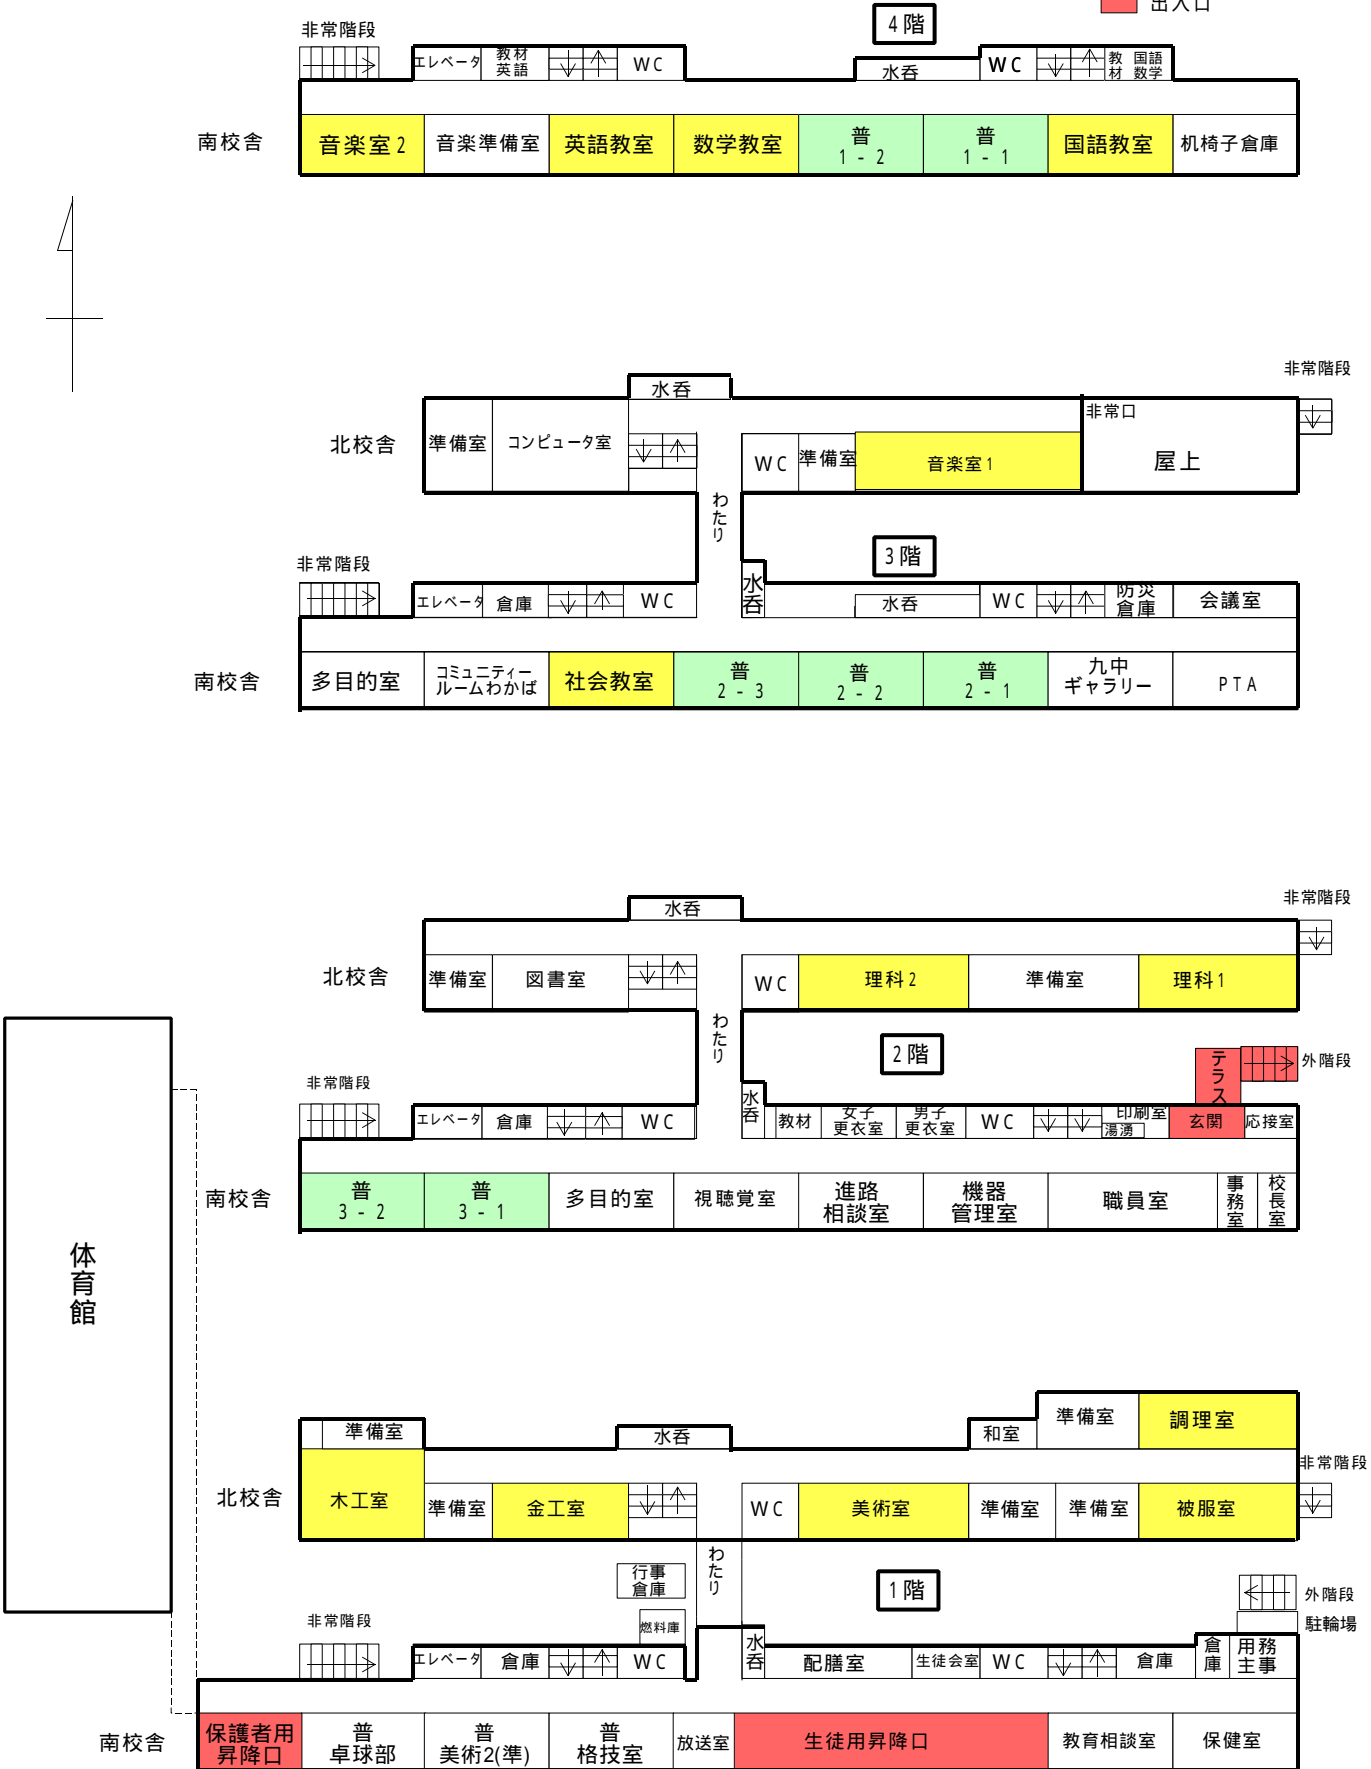 出入口
4階
非常階段
エレベータ
教材
英語
WC
水呑
WC
教材
国語
数学
南校舎
音楽室2
音楽準備室
英語教室
数学教室
普
1 - 2
普
1 - 1
国語教室
机椅子倉庫
非常階段
水呑
北校舎
準備室
コンピュータ室
WC
準備室
音楽室1
非常口
屋上
わたり
3階
非常階段
エレベータ
倉庫
WC
水呑
水呑
WC
防災
倉庫
会議室
南校舎
多目的室
コミュニティー
ルームわかば
社会教室
普
2 - 3
普
2 - 2
普
2 - 1
九中
ギャラリー
PTA
非常階段
水呑
北校舎
準備室
図書室
WC
理科2
準備室
理科1
わたり
2階
テラス
外階段
非常階段
エレベータ
倉庫
WC
水呑
教材
女子
更衣室
男子
更衣室
WC
印刷室
湯湧
玄関
応接室
南校舎
普
3 - 2
普
3 - 1
多目的室
視聴覚室
進路
相談室
機器
管理室
職員室
事務室
校長室
体育館
準備室
水呑
和室
準備室
調理室
非常階段
北校舎
木工室
準備室
金工室
WC
美術室
準備室
準備室
被服室
わたり
行事
倉庫
1階
外階段
駐輪場
燃料庫
非常階段
エレベータ
倉庫
WC
水呑
配膳室
生徒会室
WC
倉庫
倉庫
用務
主事
南校舎
保護者用
昇降口
普
卓球部
普
美術2(準)
普
格技室
放送室
生徒用昇降口
教育相談室
保健室